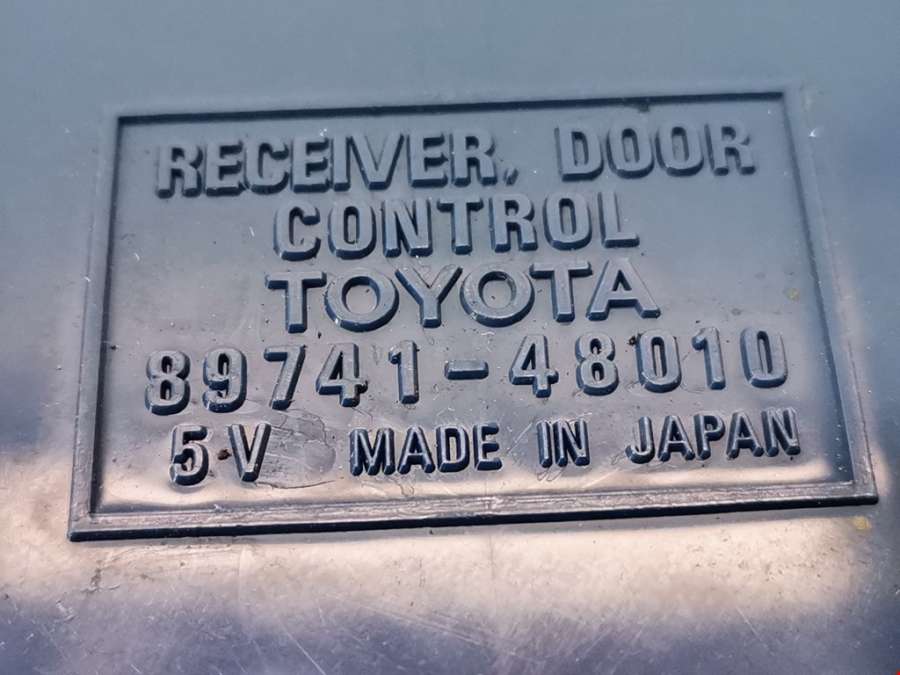 RECEIVER, DOOR
CONTROL
TOYOTA
89741-48010
5V MADE IN JAPAN